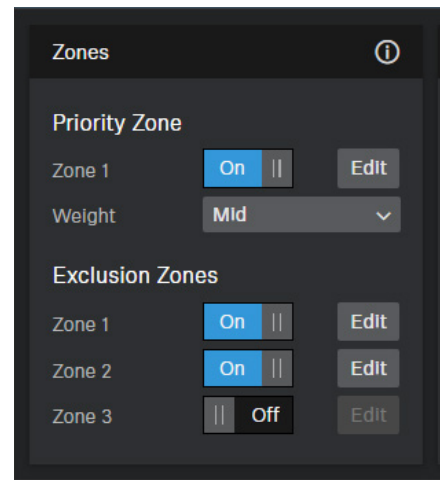 Zones
Priority Zone
Zone 1 On Edit
Weight Mid
Exclusion Zones
Zone 1 On Edit
Zone 2 On Edit
Zone 3 Off Edit